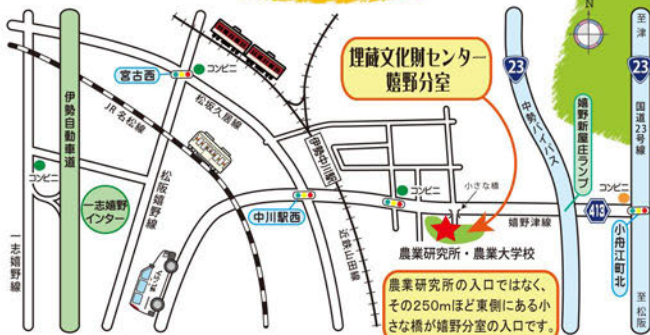 N
至津
23
23
埋蔵文化財センター
嬉野分室
コンビニ
宮古西
松坂久居線
JR名松線
伊勢自動車道
コンビニ
一志嬉野
インター
松阪嬉野線
一志嬉野線
まいぶん
伊勢中川駅
中川駅西
近鉄山田線
コンビニ
小さな橋
嬉野津線
農業研究所・農業大学校
中勢バイパス
嬉野新屋庄ランプ
国道23号線
コンビニ
413
小舟江町北
至松阪
農業研究所の入口ではなく、
その250mほど東側にある小
さな橋が嬉野分室の入口です。